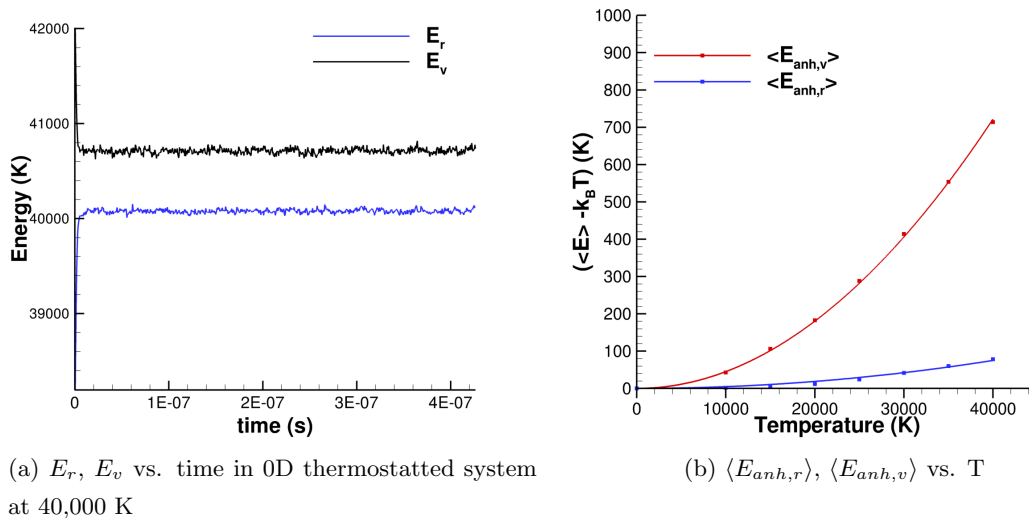 42000
41000
40000
39000
Energy (K)
E_r
E_v
0
1E-07
2E-07
3E-07
4E-07
time (s)
(a) E_r, E_v vs. time in 0D thermostatted system
at 40,000 K
1000
900
800
700
600
500
400
300
200
100
0
(<E> -k_BT) (K)
<E_anh,v>
<E_anh,r>
0
10000
20000
30000
40000
Temperature (K)
(b) ⟨E_anh,r⟩, ⟨E_anh,v⟩ vs. T